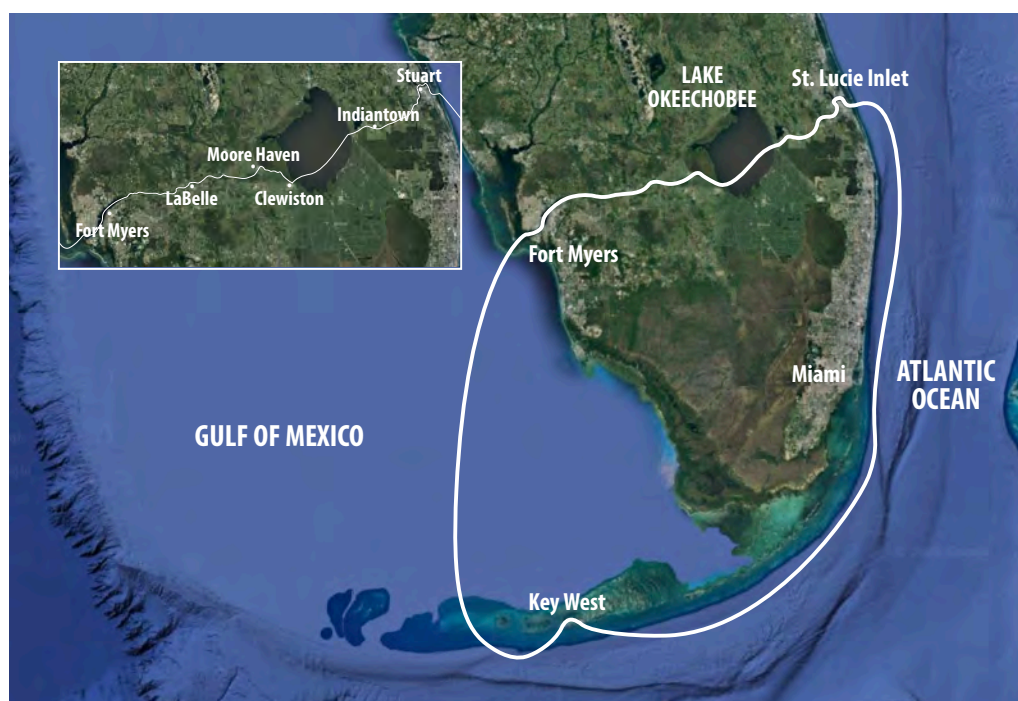 Stuart
Indiantown
Moore Haven
LaBelle
Clewiston
Fort Myers
LAKE
OKEECHOBEE
St. Lucie Inlet
Fort Myers
Miami
ATLANTIC
OCEAN
GULF OF MEXICO
Key West